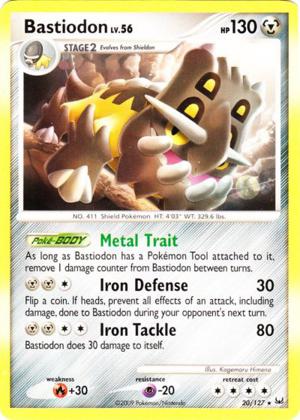 Bastiodon LV.56
HP 130
STAGE 2 Evolves from Shieldon
NO. 411 Shield Pokémon HT. 4'03" WT. 329.6 lbs.
Poké-BODY Metal Trait
As long as Bastiodon has a Pokémon Tool attached to it,
remove 1 damage counter from Bastiodon between turns.
Iron Defense 30
Flip a coin. If heads, prevent all effects of an attack, including
damage, done to Bastiodon during your opponent's next turn.
Iron Tackle 80
Bastiodon does 30 damage to itself.
Illus. Kagemaru Himeno
weakness resistance retreat cost
+30 -20
©2009 Pokémon/Nintendo 20/127